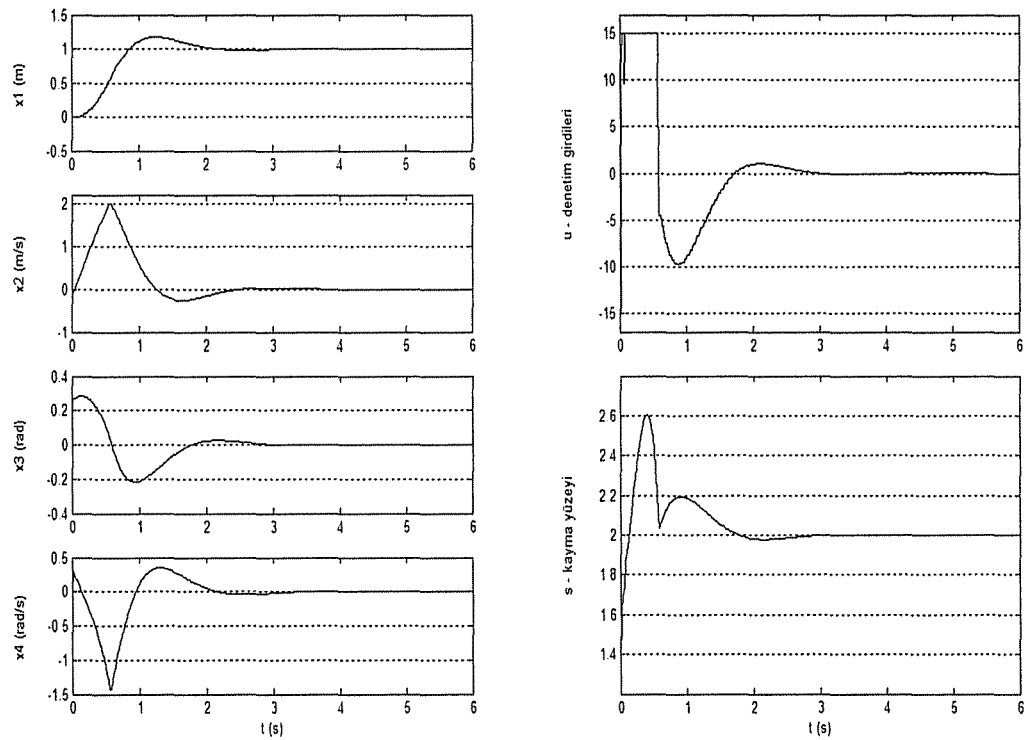 x1 (m)
1.5
1
0.5
0
-0.5
0 1 2 3 4 5 6
x2 (m/s)
2
1
0
-1
0 1 2 3 4 5 6
x3 (rad)
0.4
0.2
0
-0.2
-0.4
0 1 2 3 4 5 6
x4 (rad/s)
0.5
0
-0.5
-1
-1.5
0 1 2 3 4 5 6
t (s)
u - denetim girdileri
15
10
5
0
-5
-10
-15
0 1 2 3 4 5 6
s - kayma yüzeyi
2.6
2 4
2 2
2
1.8
1 6
1.4
0 1 2 3 4 5 6
t (s)